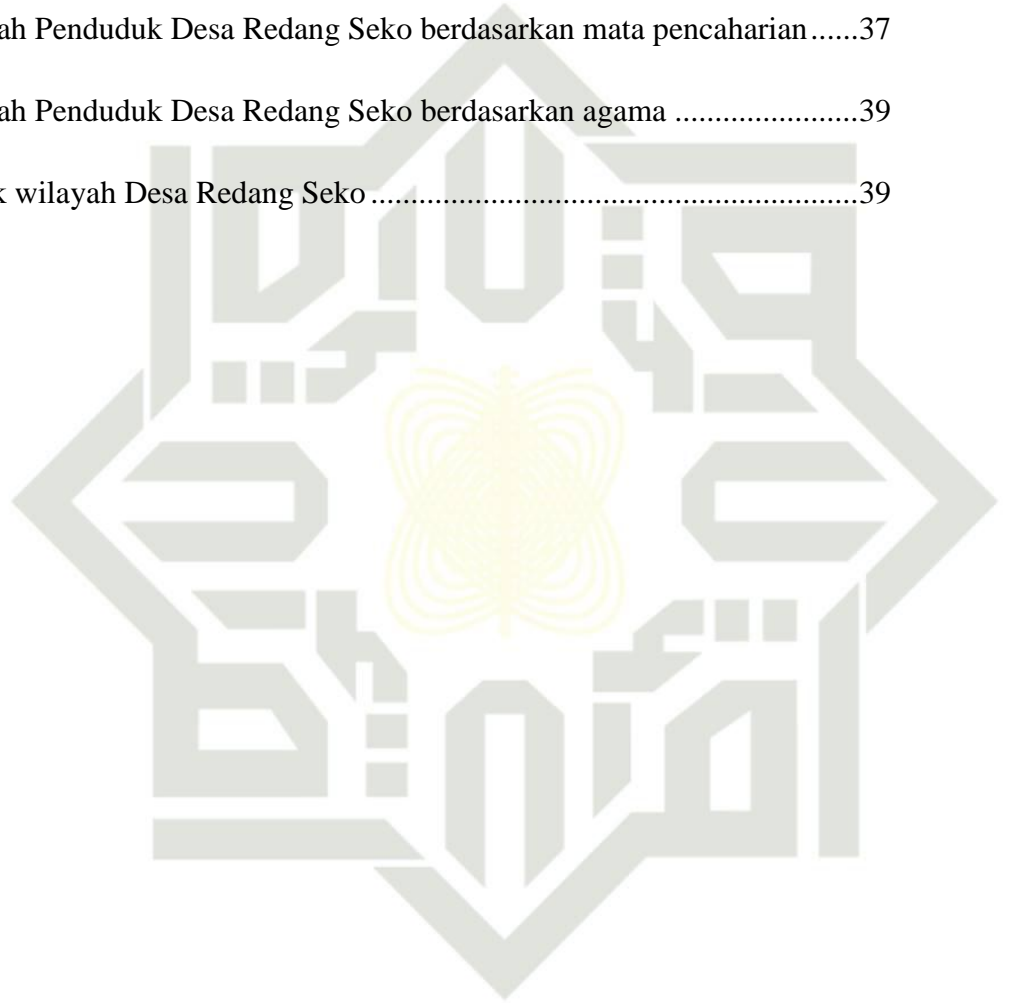 ah Penduduk Desa Redang Seko berdasarkan mata pencaharian......37
ah Penduduk Desa Redang Seko berdasarkan agama .......................39
k wilayah Desa Redang Seko.............................................................39